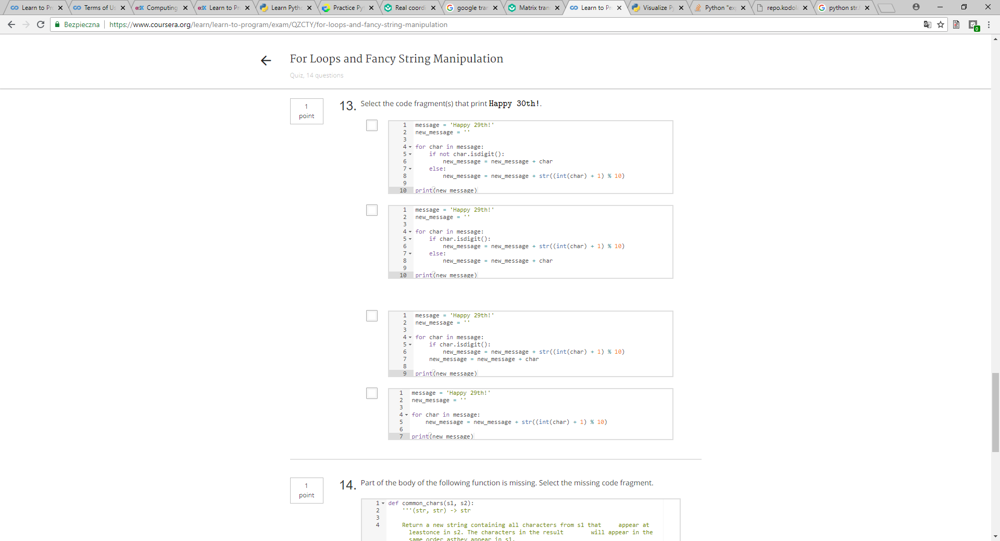 Learn to Pr
Terms of Us
edX Computing
edX Learn to Pr
Learn Pytho
Practice Py
Real coordi
google tran
Matrix tran
Learn to Pr
Visualize P
Python "ex
repo.kodol
python str.
Bezpieczna
https://www.coursera.org/learn/learn-to-program/exam/QZCTY/for-loops-and-fancy-string-manipulation
0
For Loops and Fancy String Manipulation
Quiz, 14 questions
1
point
13. Select the code fragment(s) that print Happy 30th!.
1 message = 'Happy 29th!'
2 new_message = ''
3
4 for char in message:
5     if not char.isdigit():
6         new_message = new_message + char
7     else:
8         new_message = new_message + str((int(char) + 1) % 10)
9
10 print(new_message)
1 message = 'Happy 29th!'
2 new_message = ''
3
4 for char in message:
5     if char.isdigit():
6         new_message = new_message + str((int(char) + 1) % 10)
7     else:
8         new_message = new_message + char
9
10 print(new_message)
1 message = 'Happy 29th!'
2 new_message = ''
3
4 for char in message:
5     if char.isdigit():
6         new_message = new_message + str((int(char) + 1) % 10)
7     new_message = new_message + char
8
9 print(new_message)
1 message = 'Happy 29th!'
2 new_message = ''
3
4 for char in message:
5     new_message = new_message + str((int(char) + 1) % 10)
6
7 print(new_message)
1
point
14. Part of the body of the following function is missing. Select the missing code fragment.
1 def common_chars(s1, s2):
2     '''(str, str) -> str
3
4     Return a new string containing all characters from s1 that     appear at
leastonce in s2. The characters in the result        will appear in the
same order asthey appear in s1.